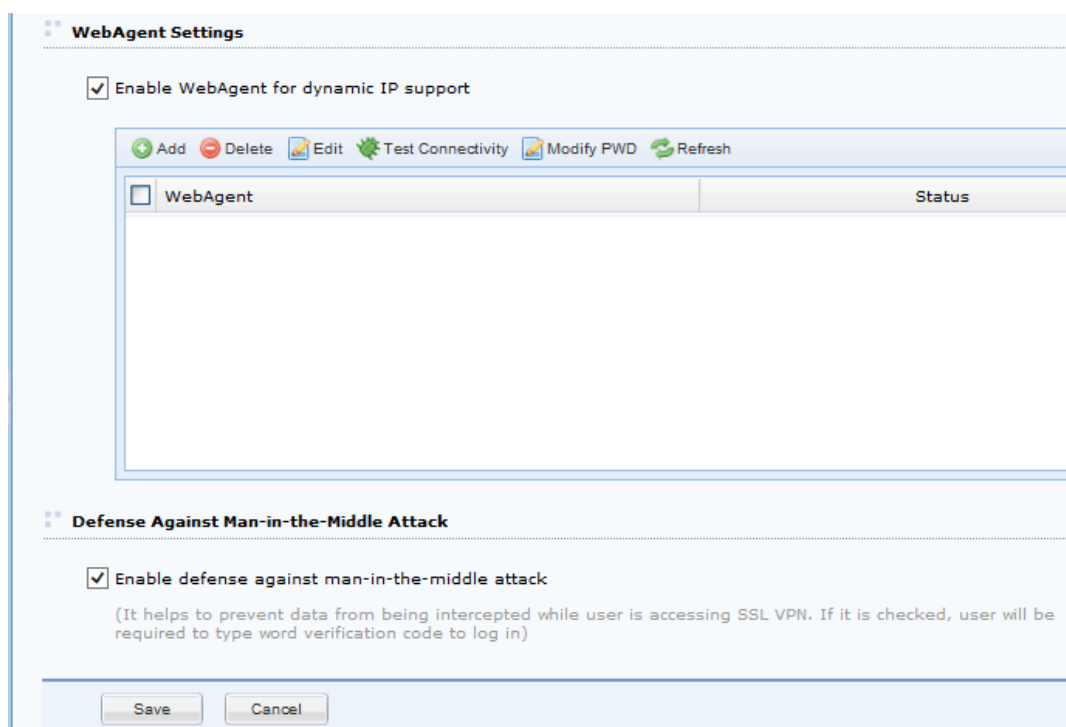 WebAgent Settings
Enable WebAgent for dynamic IP support
Add Delete Edit Test Connectivity Modify PWD Refresh
WebAgent Status
Defense Against Man-in-the-Middle Attack
Enable defense against man-in-the-middle attack
(It helps to prevent data from being intercepted while user is accessing SSL VPN. If it is checked, user will be
required to type word verification code to log in)
Save Cancel